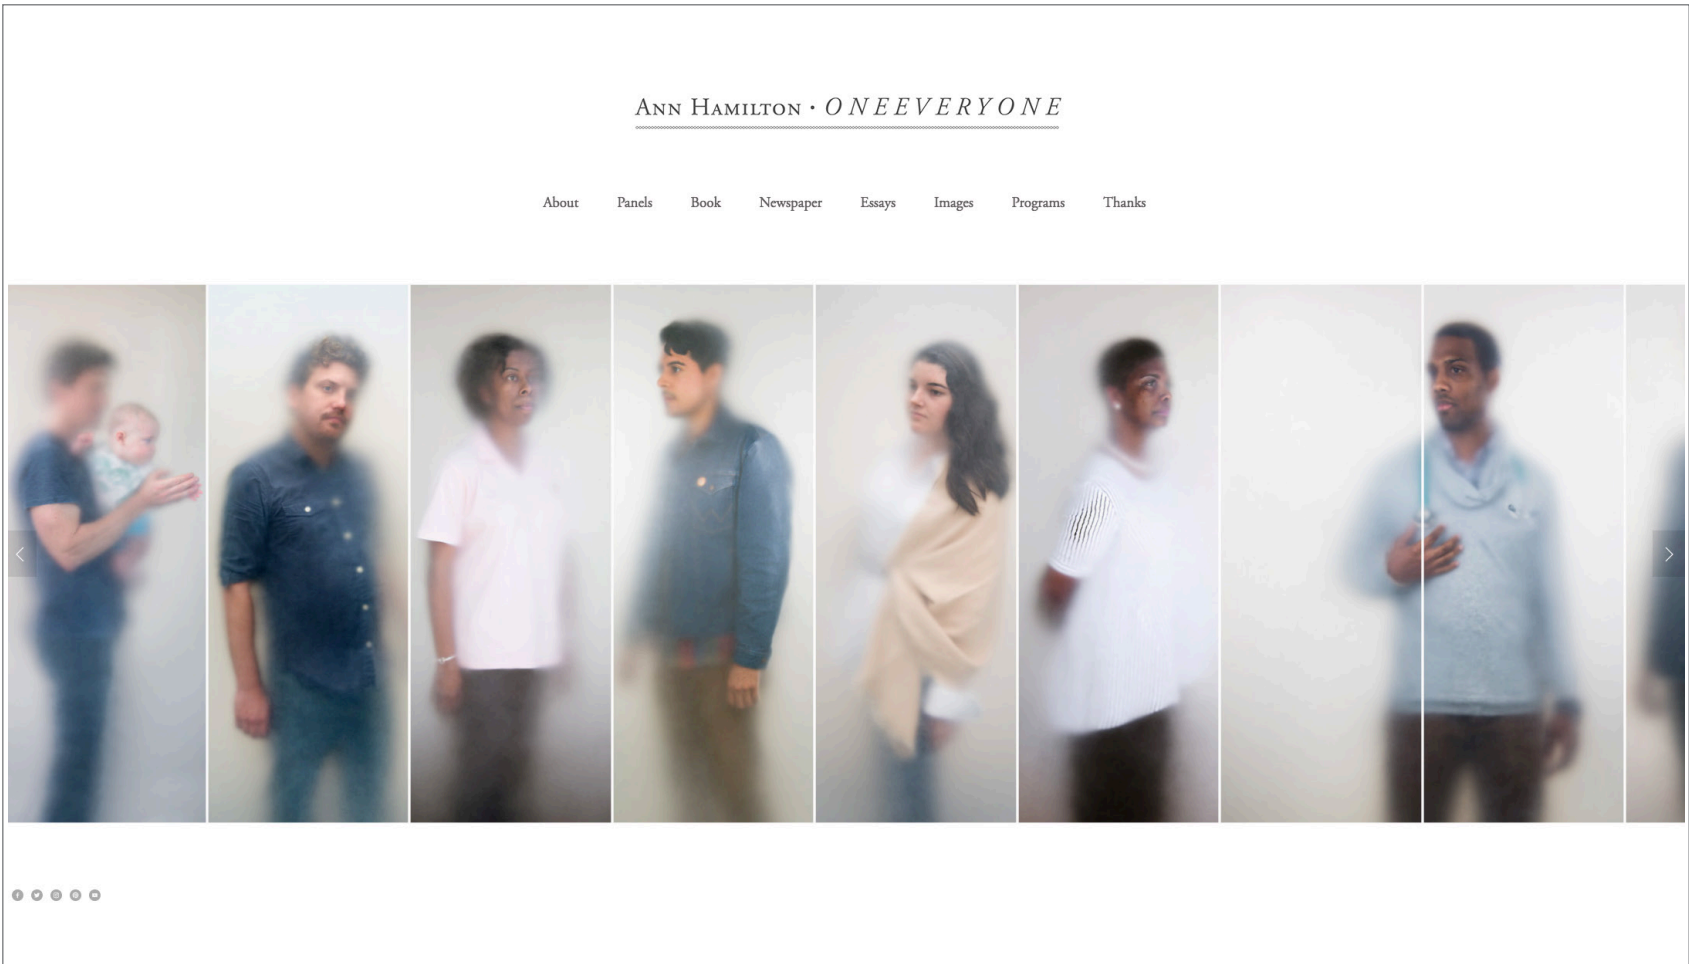 Ann Hamilton • ONEEVERYONE
About Panels Book Newspaper Essays Images Programs Thanks